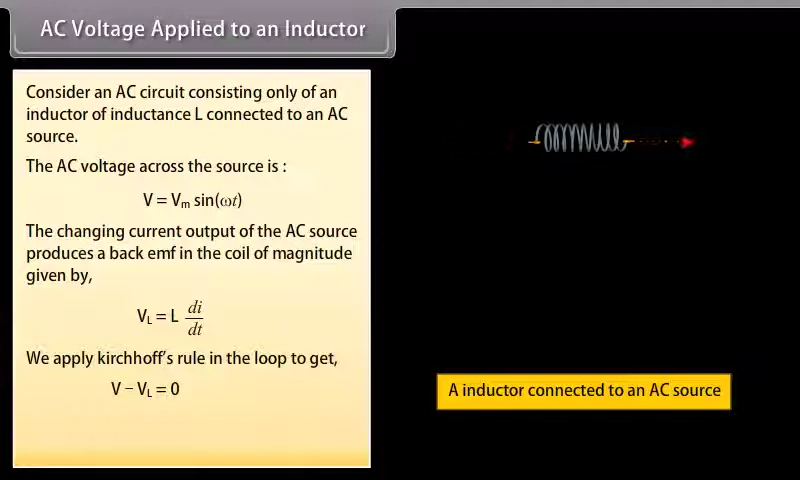 AC Voltage Applied to an Inductor
Consider an AC circuit consisting only of an
inductor of inductance L connected to an AC
source.
The AC voltage across the source is :
V = Vₘ sin(ωt)
The changing current output of the AC source
produces a back emf in the coil of magnitude
given by,
V_L = L di/dt
We apply kirchhoff's rule in the loop to get,
V − V_L = 0
A inductor connected to an AC source